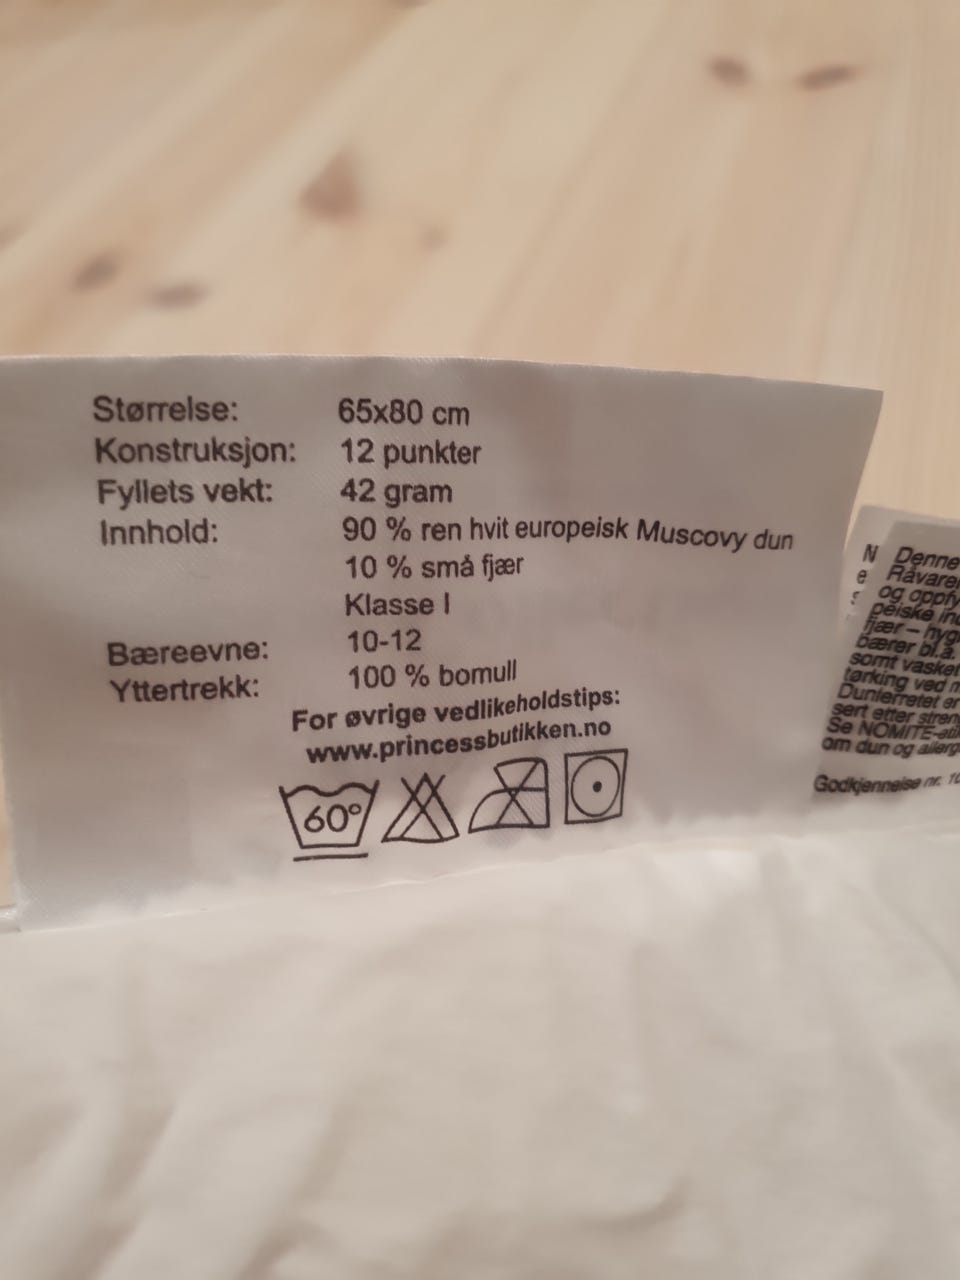 Størrelse: 65x80 cm
Konstruksjon: 12 punkter
Fyllets vekt: 42 gram
Innhold: 90 % ren hvit europeisk Muscovy dun
10 % små fjær
Klasse I
Bæreevne: 10-12
Yttertrekk: 100 % bomull
For øvrige vedlikeholdstips:
www.princessbutikken.no
60°
N
e
Denne
Råvare
og oppfy
peiske in
fjær – hyg
bærer bl.a.
somt vasket
tørking ved m
Dunlerretet er
sert etter stren
Se NOMITE-eti
om dun og allerg
Godkjennelse nr. 10